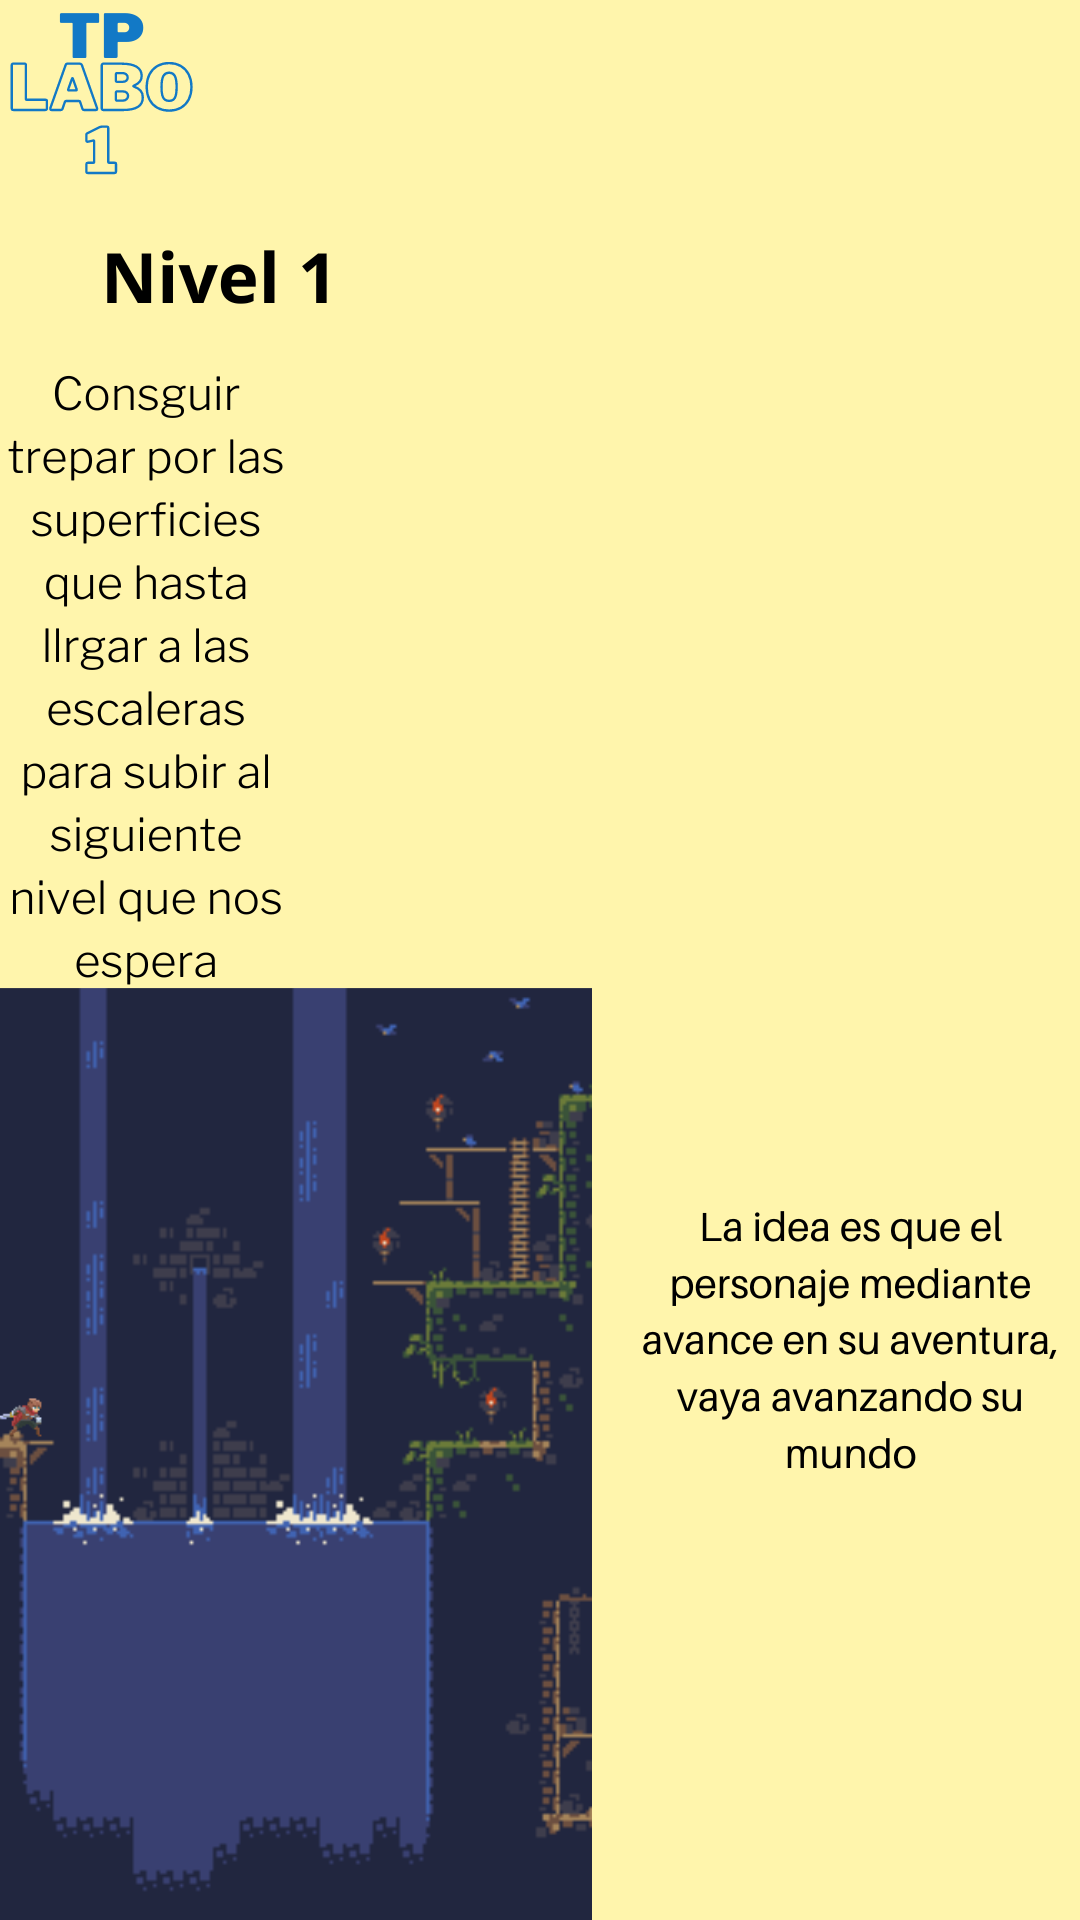 TP
LABO
1
Nivel 1
Consguir
trepar por las
superficies
que hasta
llrgar a las
escaleras
para subir al
siguiente
nivel que nos
espera
La idea es que el
personaje mediante
avance en su aventura,
vaya avanzando su
mundo